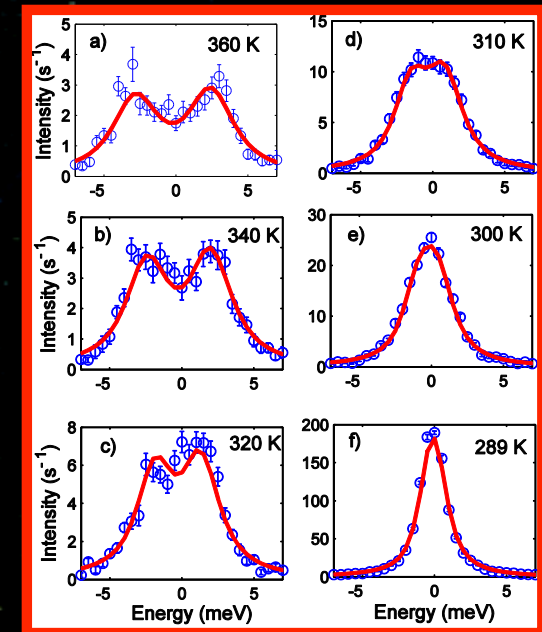 a) 360 K
Intensity (s⁻¹)
5
4
3
2
1
0
-5 0 5
b) 340 K
Intensity (s⁻¹)
5
4
3
2
1
0
-5 0 5
c) 320 K
Intensity (s⁻¹)
8
6
4
2
0
-5 0 5
Energy (meV)
d) 310 K
15
10
5
0
-5 0 5
e) 300 K
30
20
10
0
-5 0 5
f) 289 K
200
150
100
50
0
-5 0 5
Energy (meV)